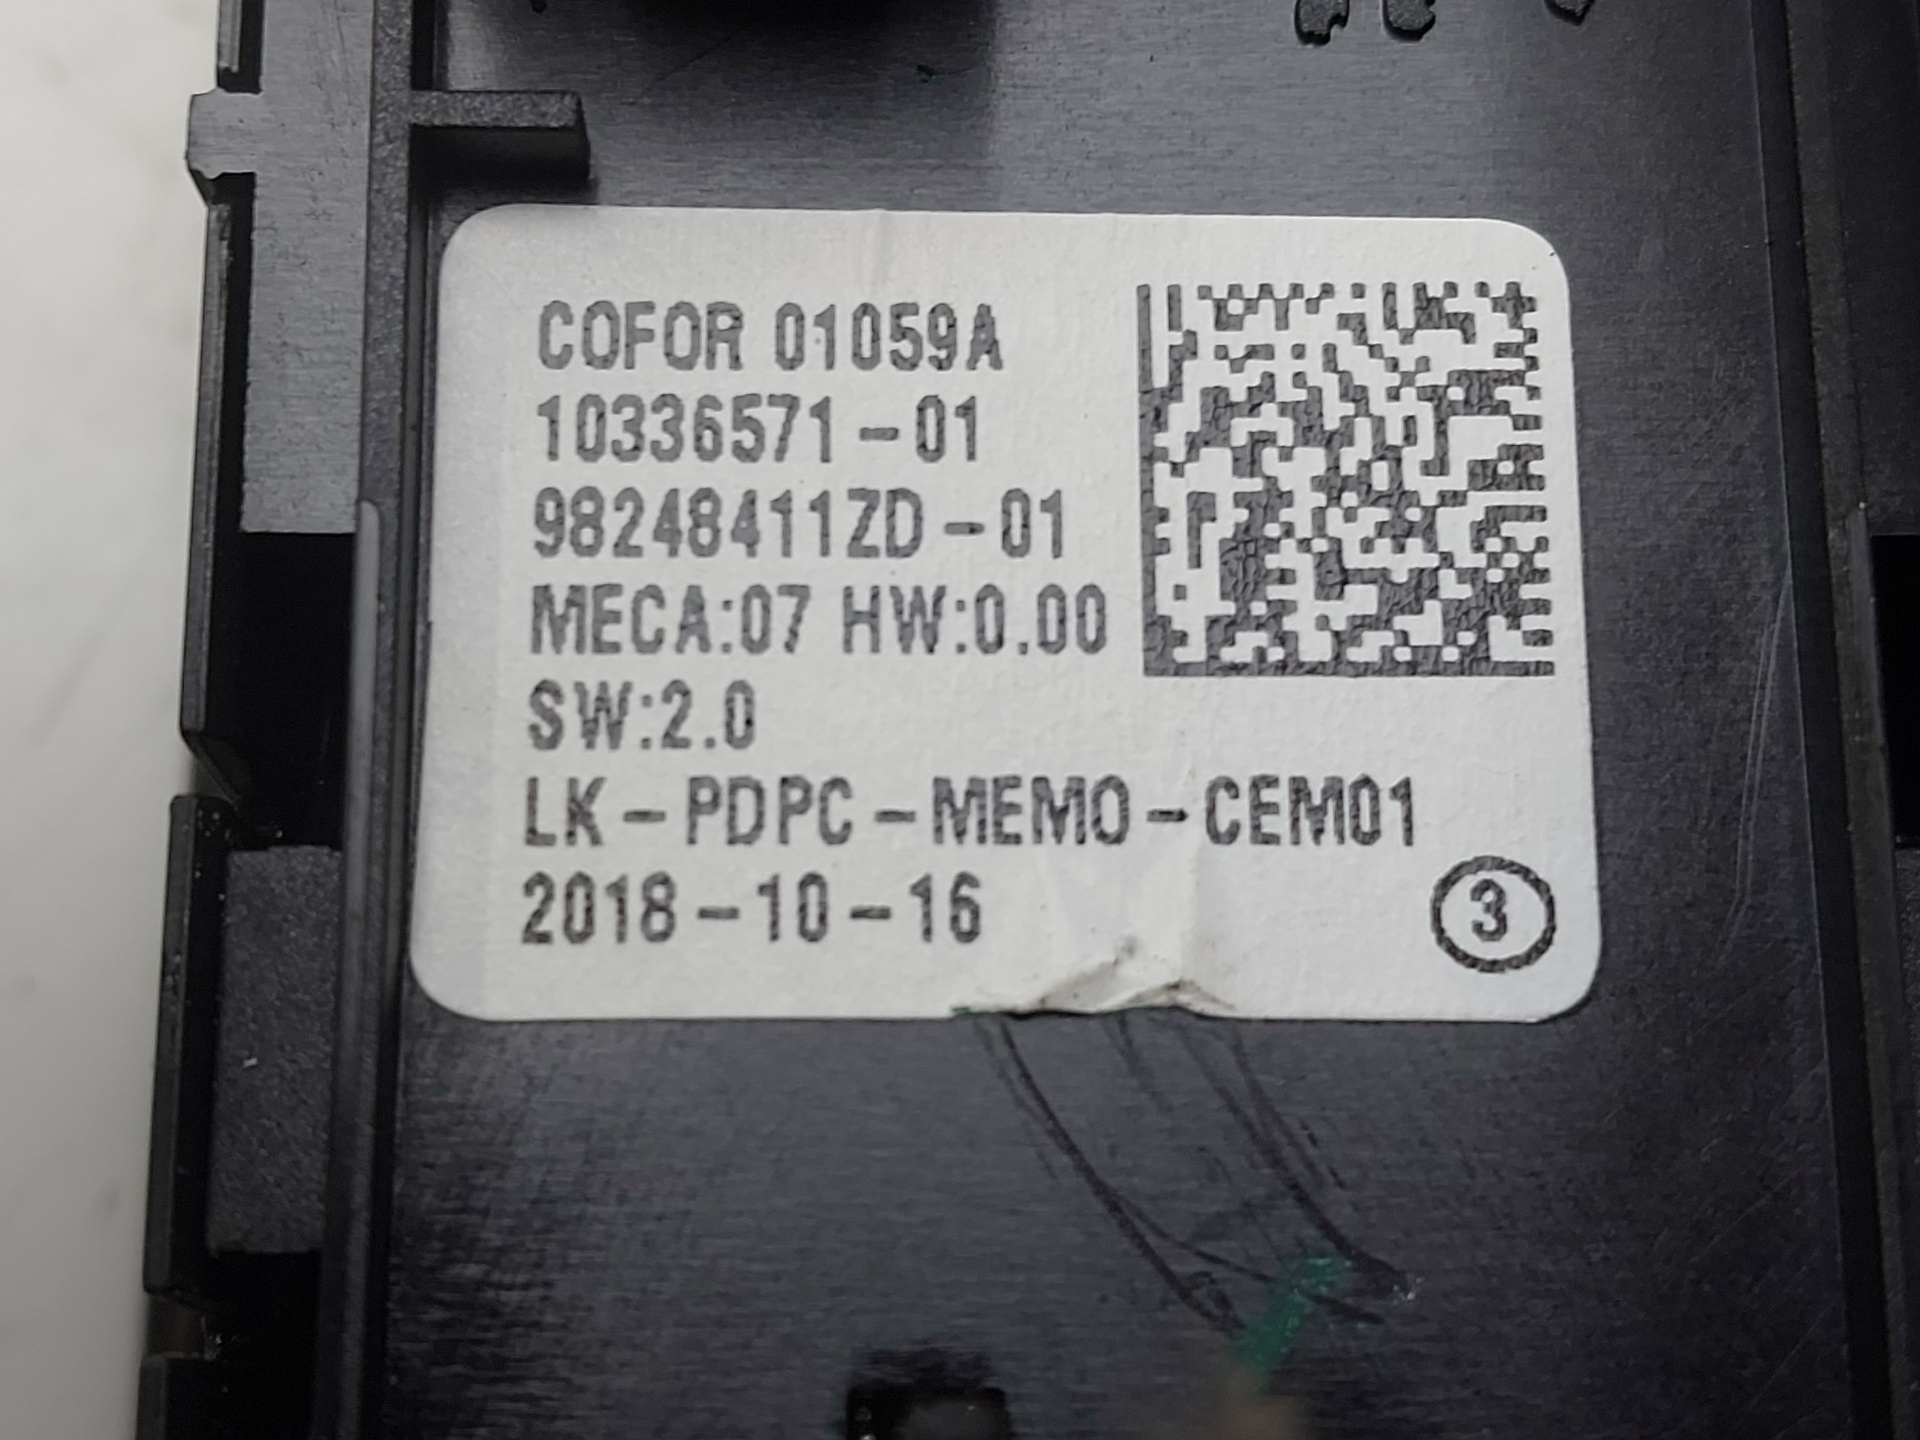 COFOR 01059A
10336571-01
98248411ZD-01
MECA:07 HW:0.00
SW:2.0
LK-PDPC-MEMO-CEM01
2018-10-16
3